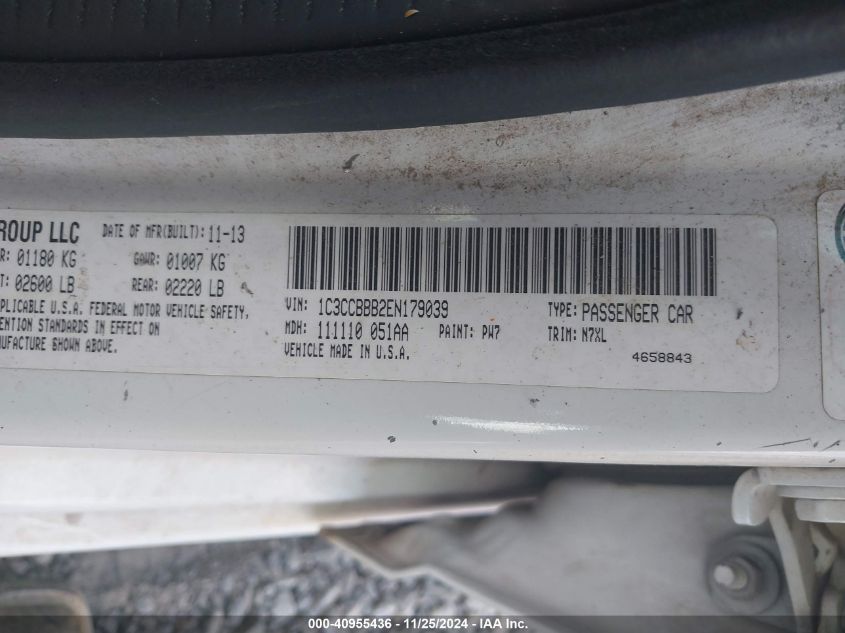 GROUP LLC DATE OF MFR(BUILT): 11-13
R: 01180 KG GAWR: 01007 KG
T: 02600 LB REAR: 02220 LB
PLICABLE U.S.A. FEDERAL MOTOR VEHICLE SAFETY,
ENTION STANDARDS IN EFFECT ON
NUFACTURE SHOWN ABOVE.
VIN: 1C3CCBBB2EN179039 TYPE: PASSENGER CAR
MDH: 111110 051AA PAINT: PW7 TRIM: N7XL
VEHICLE MADE IN U.S.A. 4658843
000-40955436 - 11/25/2024 - IAA Inc.